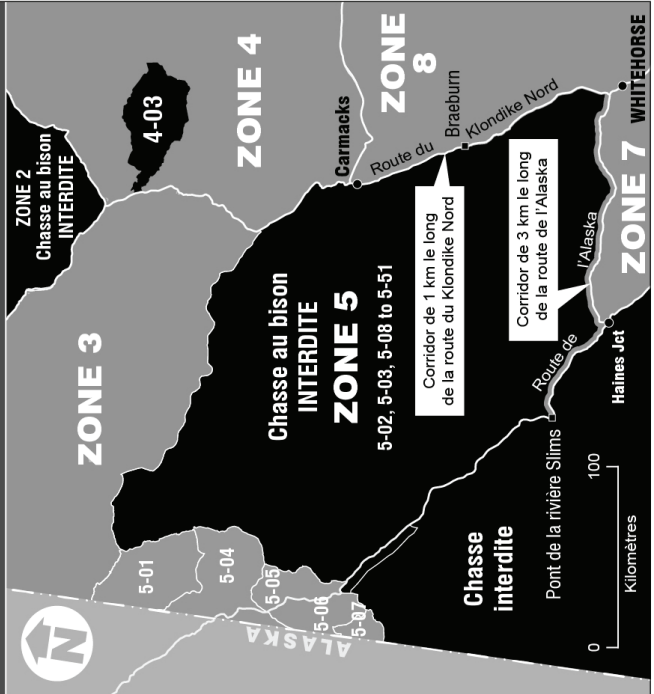 N
ALASKA
ZONE 2
Chasse au bison
INTERDITE
4-03
ZONE 3
ZONE 4
Carmacks
ZONE
8
Route du
Braeburn
Klondike Nord
WHITEHORSE
5-01
5-04
5-05
5-06
5-07
Chasse au bison
INTERDITE
ZONE 5
5-02, 5-03, 5-08 to 5-51
Corridor de 1 km le long
de la route du Klondike Nord
Corridor de 3 km le long
de la route de l'Alaska
Route de
l'Alaska
ZONE 7
Haines Jct
Pont de la rivière Slims
Chasse
interdite
0
100
Kilomètres